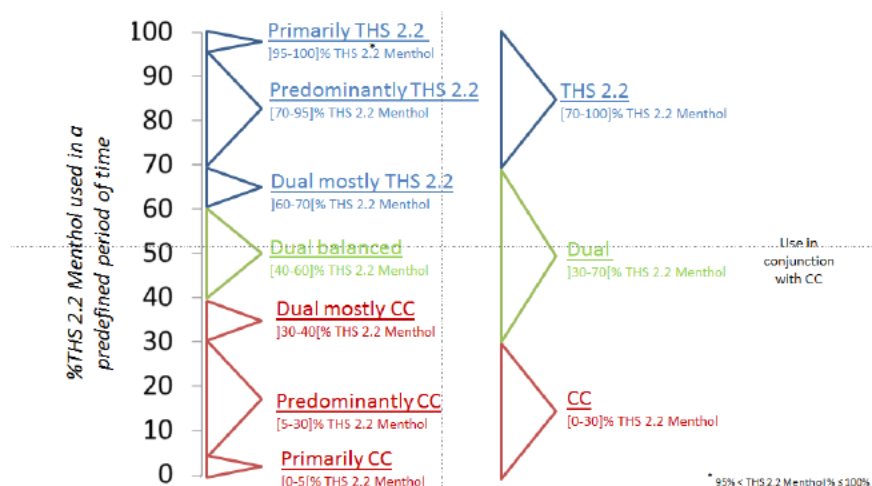 %THS 2.2 Menthol used in a
predefined period of time
100
90
80
70
60
50
40
30
20
10
0
Primarily THS 2.2
]95-100]% THS 2.2 Menthol
*
Predominantly THS 2.2
[70-95]% THS 2.2 Menthol
Dual mostly THS 2.2
]60-70[% THS 2.2 Menthol
Dual balanced
[40-60]% THS 2.2 Menthol
Dual mostly CC
]30-40[% THS 2.2 Menthol
Predominantly CC
[5-30]% THS 2.2 Menthol
Primarily CC
[0-5[% THS 2.2 Menthol
THS 2.2
[70-100]% THS 2.2 Menthol
Dual
]30-70[% THS 2.2 Menthol
CC
[0-30]% THS 2.2 Menthol
Use in
conjunction
with CC
* 95% < THS 2.2 Menthol % ≤ 100%